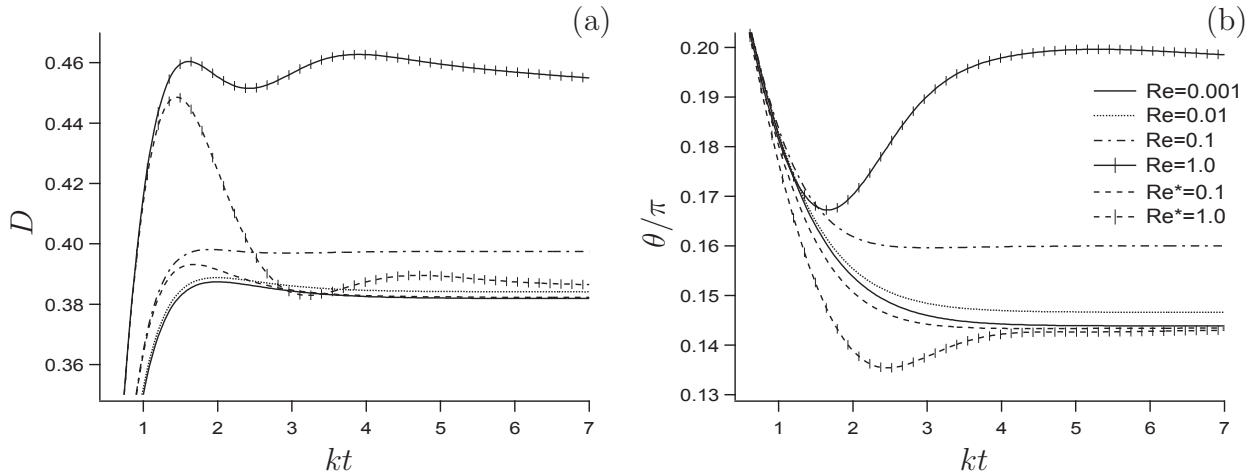 (a)
0.46
0.44
0.42
0.40
0.38
0.36
D
1 2 3 4 5 6 7
kt
(b)
0.20
0.19
0.18
0.17
0.16
0.15
0.14
0.13
θ/π
Re=0.001
Re=0.01
Re=0.1
Re=1.0
Re*=0.1
Re*=1.0
1 2 3 4 5 6 7
kt